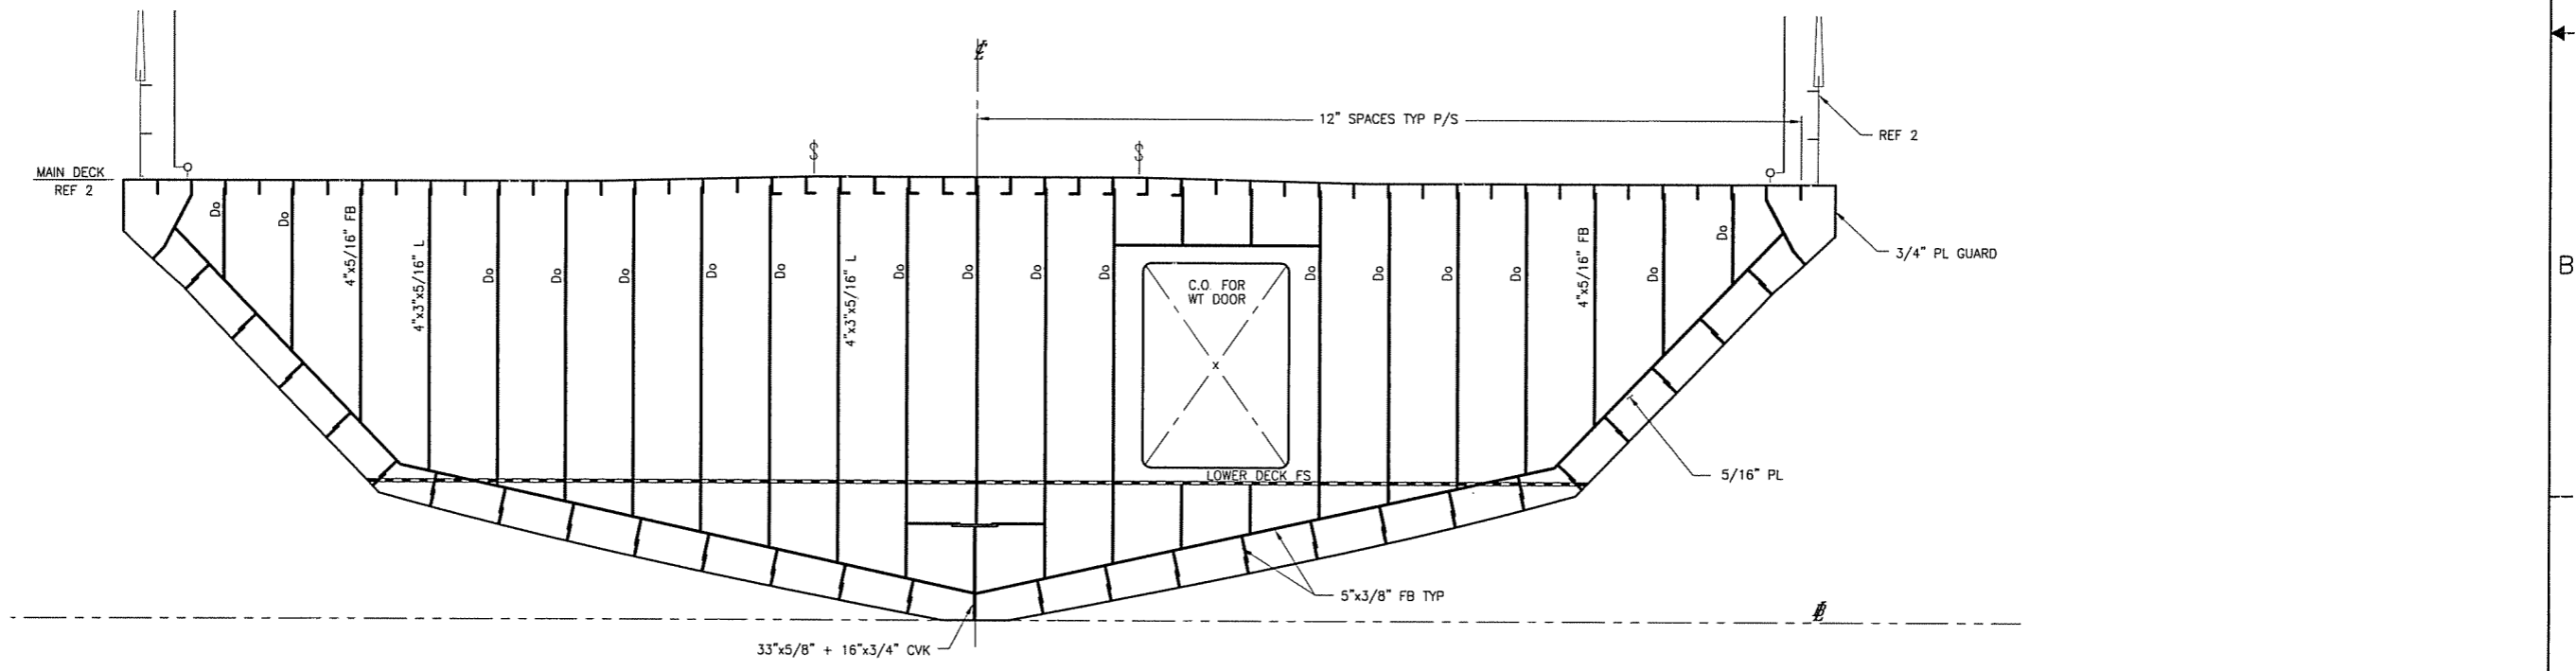 ℄
12" SPACES TYP P/S
REF 2
MAIN DECK
REF 2
Do
Do
4"x5/16" FB
4"x3"x5/16" L
Do
Do
Do
Do
Do
4"x3"x5/16" L
Do
Do
Do
Do
C.O. FOR
WT DOOR
x
Do
Do
Do
Do
4"x5/16" FB
Do
Do
3/4" PL GUARD
B
LOWER DECK FS
5/16" PL
5"x3/8" FB TYP
33"x5/8" + 16"x3/4" CVK